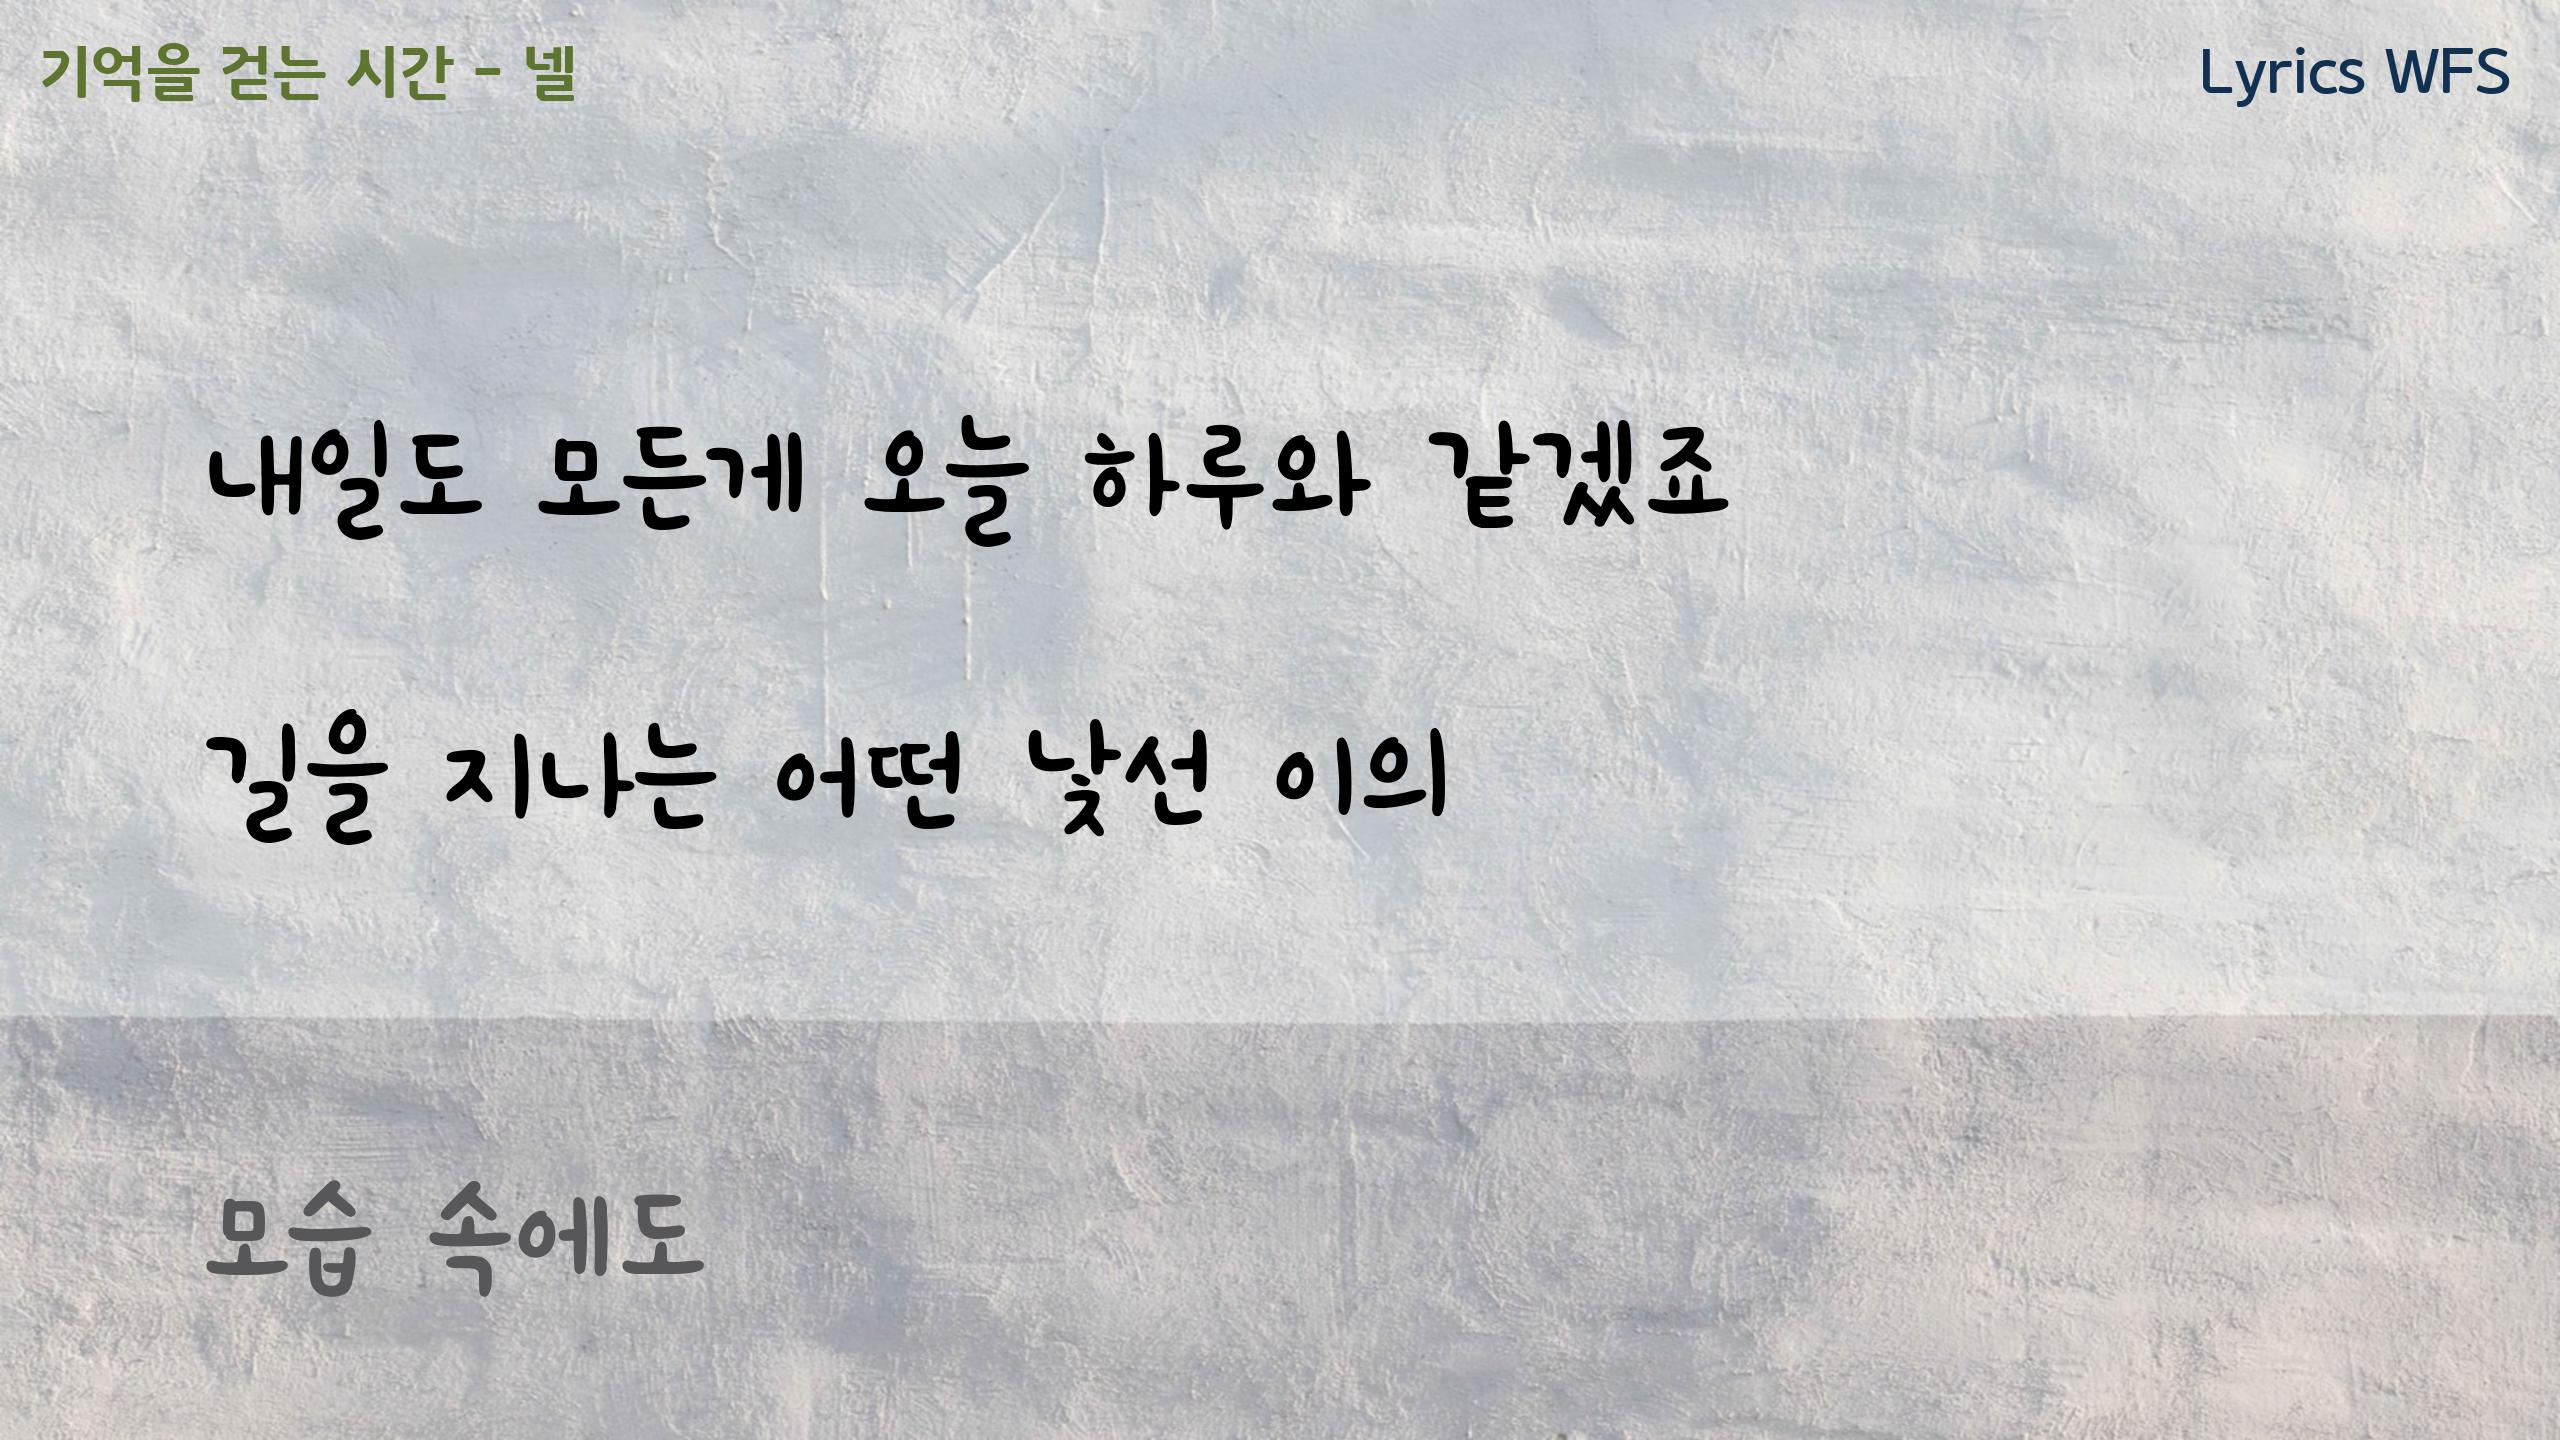 기억을 걷는 시간 - 넬
Lyrics WFS
내일도 모든게 오늘 하루와 같겠죠
길을 지나는 어떤 낯선 이의
모습 속에도